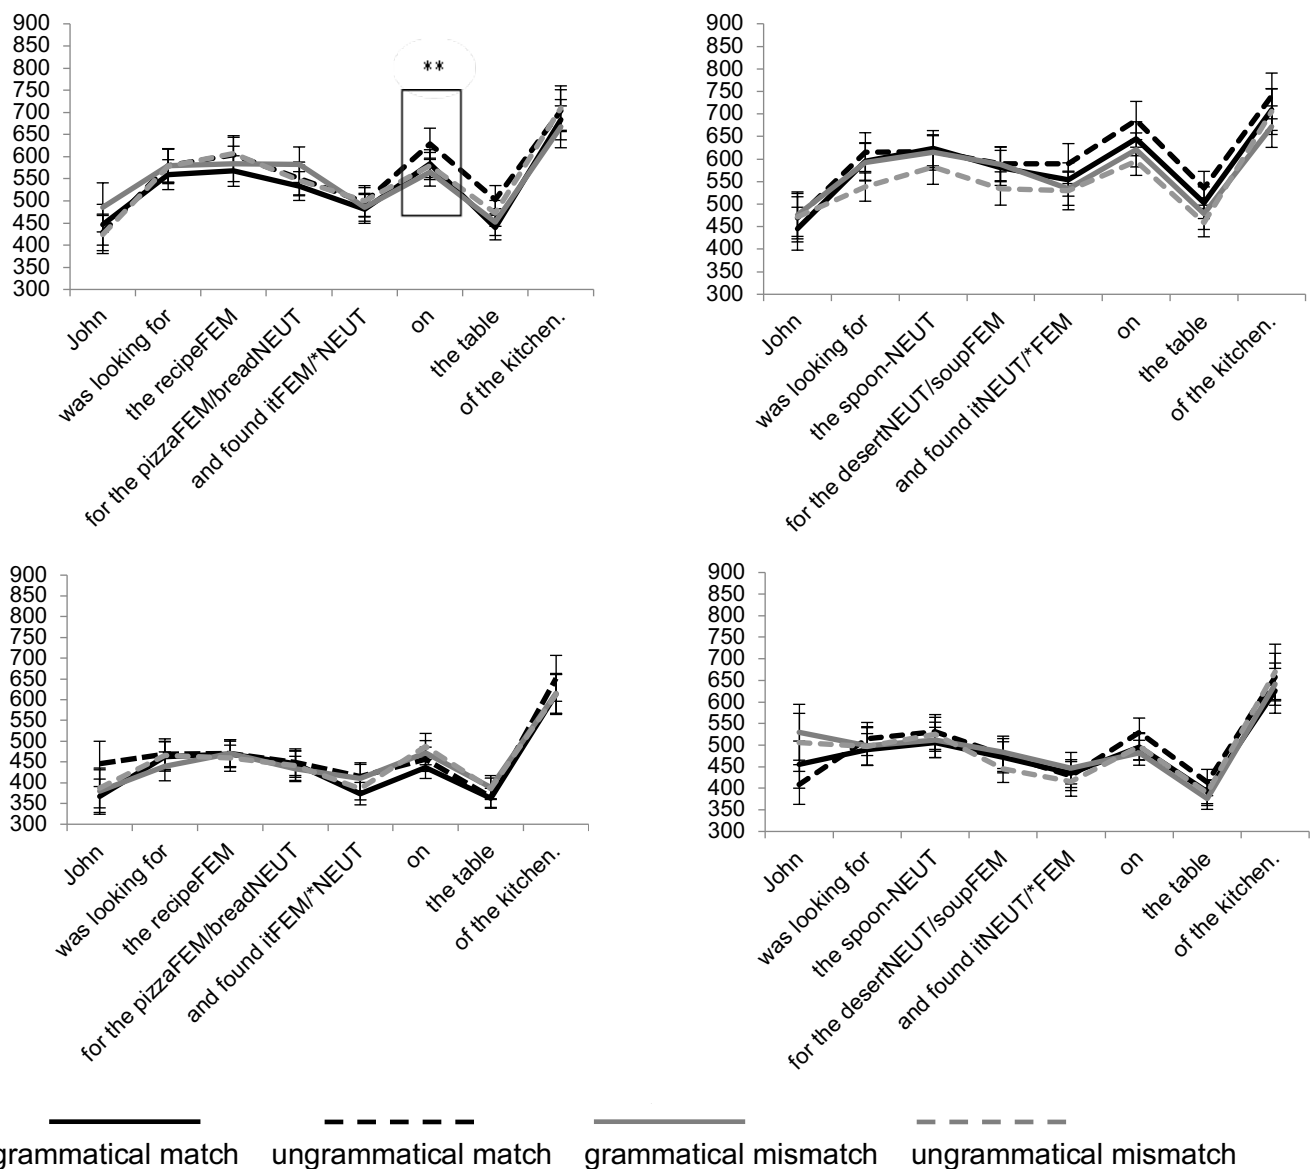 900
850
800
750
700
650
600
550
500
450
400
350
300
**
John
was looking for
the recipeFEM
for the pizzaFEM/breadNEUT
and found itFEM/*NEUT
on
the table
of the kitchen.
900
850
800
750
700
650
600
550
500
450
400
350
300
John
was looking for
the spoon-NEUT
for the desertNEUT/soupFEM
and found itNEUT/*FEM
on
the table
of the kitchen.
900
850
800
750
700
650
600
550
500
450
400
350
300
John
was looking for
the recipeFEM
for the pizzaFEM/breadNEUT
and found itFEM/*NEUT
on
the table
of the kitchen.
900
850
800
750
700
650
600
550
500
450
400
350
300
John
was looking for
the spoon-NEUT
for the desertNEUT/soupFEM
and found itNEUT/*FEM
on
the table
of the kitchen.
grammatical match ungrammatical match grammatical mismatch ungrammatical mismatch